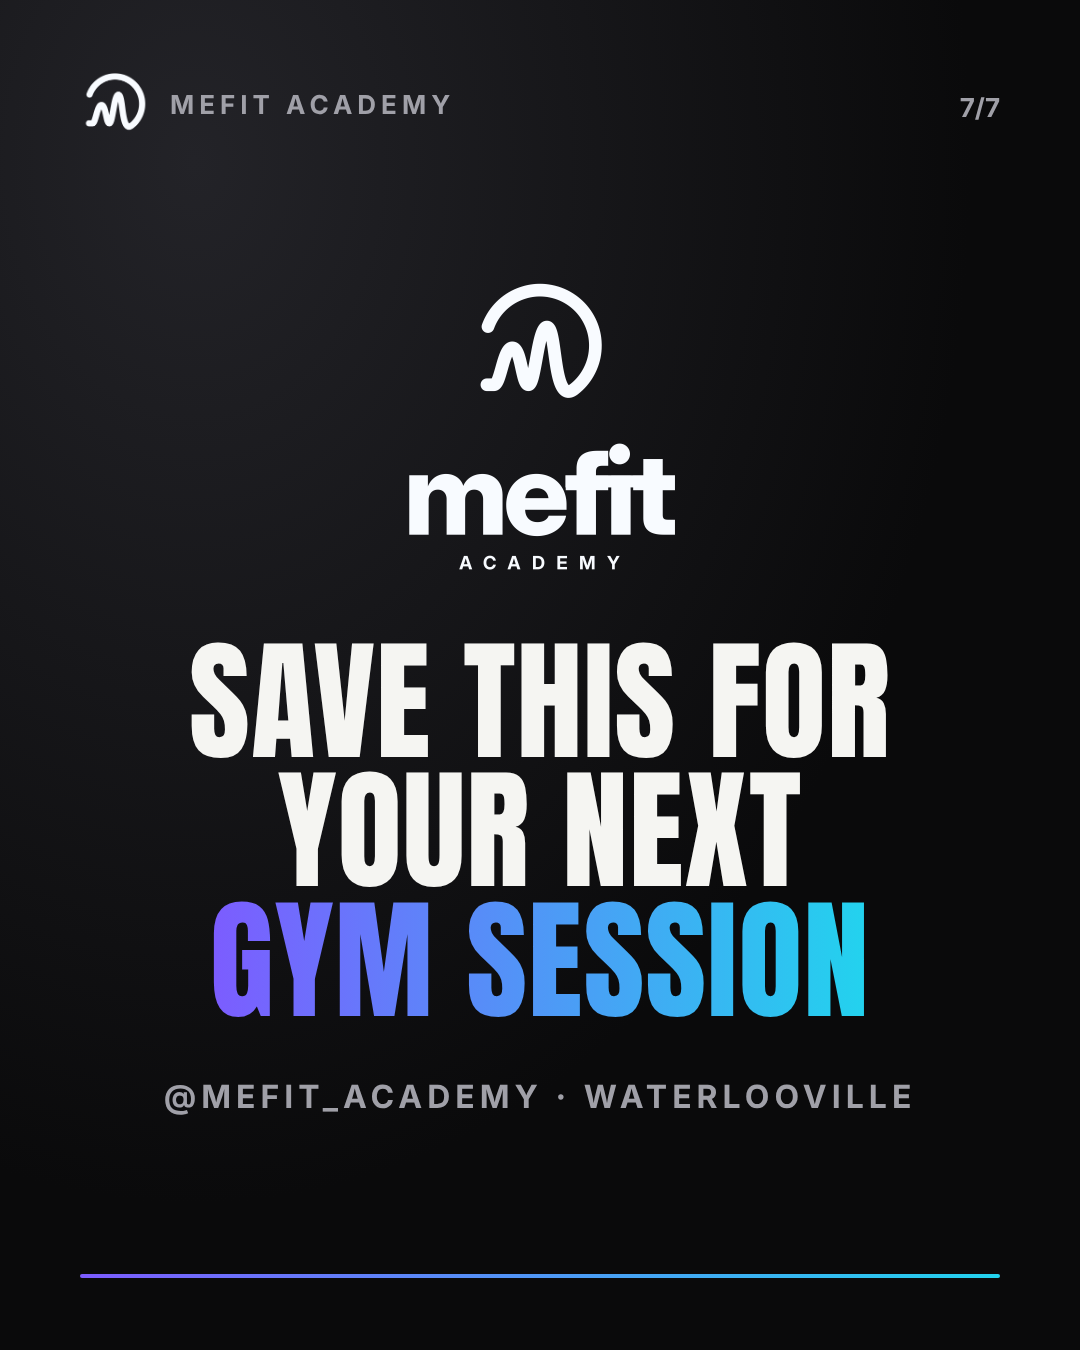 MEFIT ACADEMY
7/7
mefit
ACADEMY
SAVE THIS FOR
YOUR NEXT
GYM SESSION
@MEFIT_ACADEMY · WATERLOOVILLE